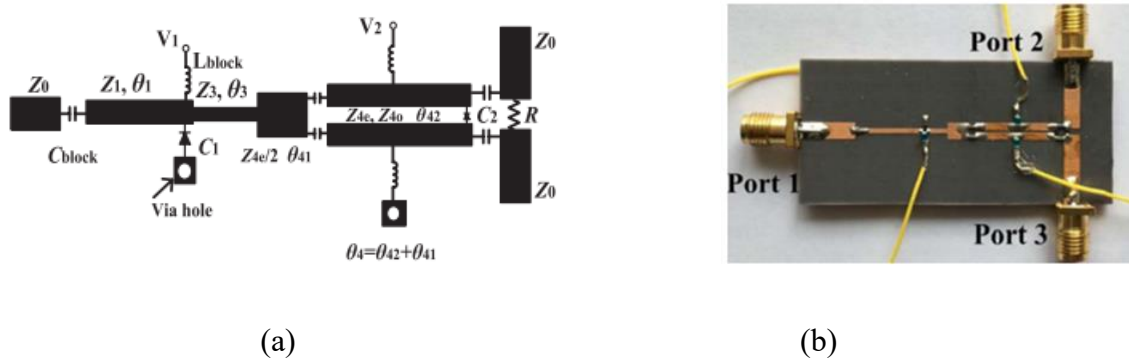 V1
V2
Lblock
Z0
Z1, θ1
Z3, θ3
Z0
Cblock
C1
Z4e/2 θ41
Z4e, Z4o θ42
C2
R
Via hole
Z0
θ4=θ42+θ41
(a)
Port 2
Port 1
Port 3
(b)